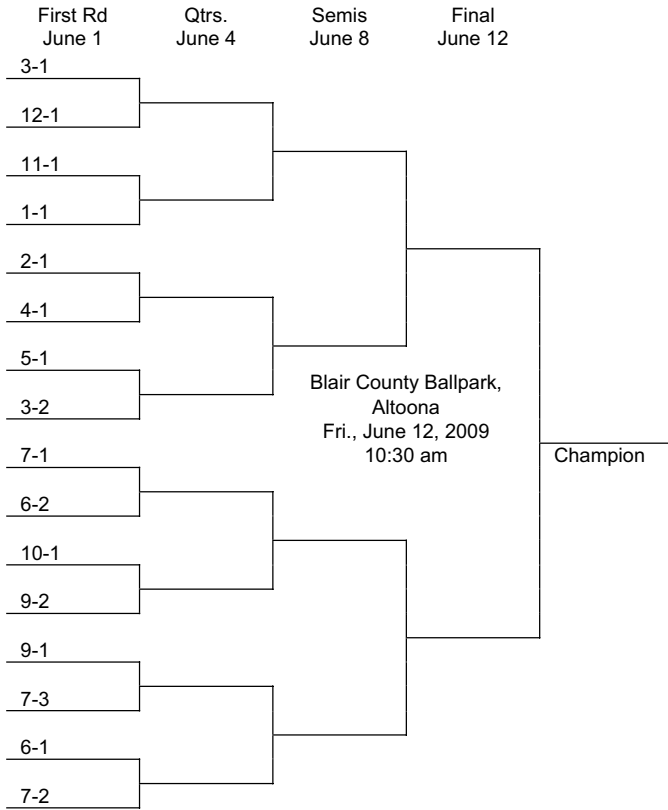 First Rd Qtrs. Semis Final
June 1 June 4 June 8 June 12
3-1
12-1
11-1
1-1
2-1
4-1
5-1
3-2
Blair County Ballpark,
Altoona
Fri., June 12, 2009
10:30 am
Champion
7-1
6-2
10-1
9-2
9-1
7-3
6-1
7-2